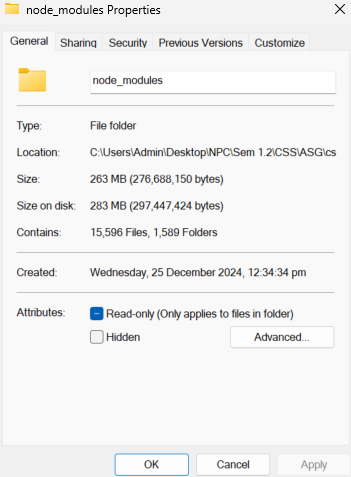 node_modules Properties
General Sharing Security Previous Versions Customize
node_modules
Type: File folder
Location: C:\Users\Admin\Desktop\NPC\Sem 1.2\CSS\ASG\cs
Size: 263 MB (276,688,150 bytes)
Size on disk: 283 MB (297,447,424 bytes)
Contains: 15,596 Files, 1,589 Folders
Created: Wednesday, 25 December 2024, 12:34:34 pm
Attributes: Read-only (Only applies to files in folder)
Hidden Advanced...
OK Cancel Apply